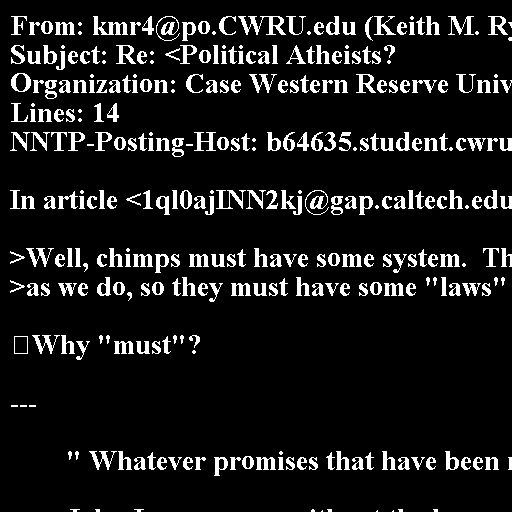 From: kmr4@po.CWRU.edu (Keith M. Ry
Subject: Re: <Political Atheists?
Organization: Case Western Reserve Univ
Lines: 14
NNTP-Posting-Host: b64635.student.cwru
In article <1ql0ajINN2kj@gap.caltech.edu
>Well, chimps must have some system.  Th
>as we do, so they must have some "laws"
Why "must"?
---
" Whatever promises that have been